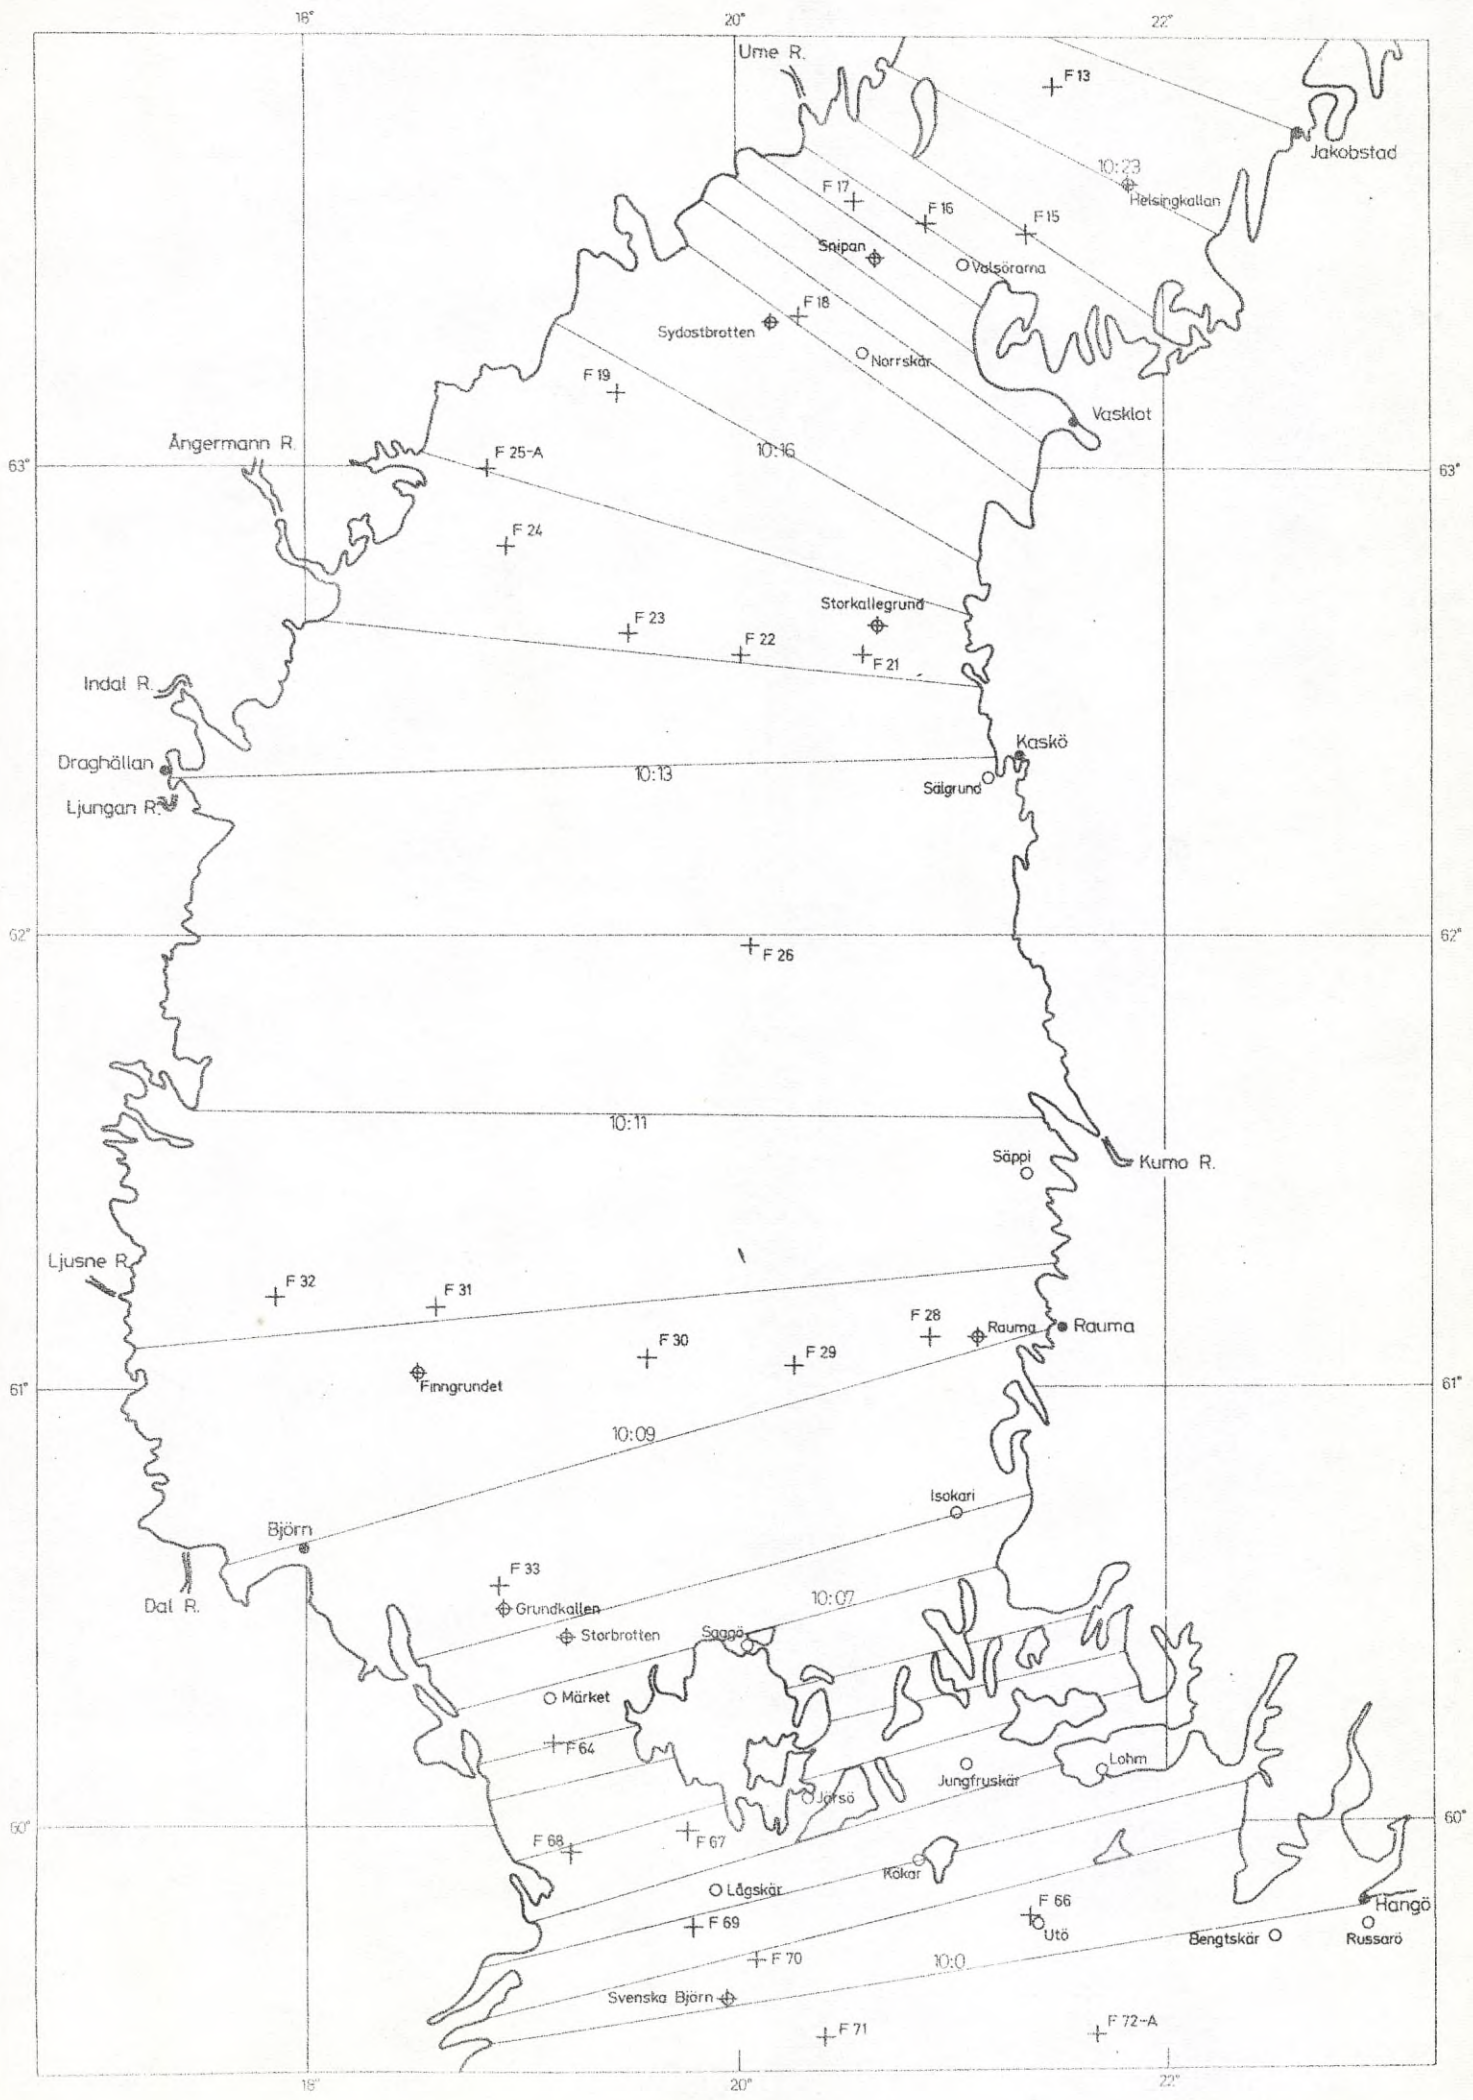 18° 20° 22°
Ume R.
F 13
Jakobstad
10:23
Helsingkallan
F 17
F 16
F 15
Snipan
Valsörarna
F 18
Sydostbrotten
Norrskär
F 19
Vasklot
Ångermann R.
F 25-A
10:16
63° 63°
F 24
Storkallegrund
F 23
F 22
F 21
Indal R.
Kaskö
Draghällan
10:13
Sälgrund
Ljungan R.
62° 62°
F 26
10:11
Säppi
Kumo R.
Ljusne R.
F 32
F 31
F 28
Rauma
Rauma
F 30
F 29
Finngrundet
61° 61°
10:09
Isokari
Björn
F 33
10:07
Dal R.
Grundkallen
Storbrotten
Saggö
Märket
F 64
Lohm
Jungfruskär
Järsö
60° 60°
F 68
F 67
Kökar
Lågskär
F 66
Hangö
F 69
Utö
Bengtskär
Russarö
F 70
10:0
Svenska Björn
F 71
F 72-A
18° 20° 22°